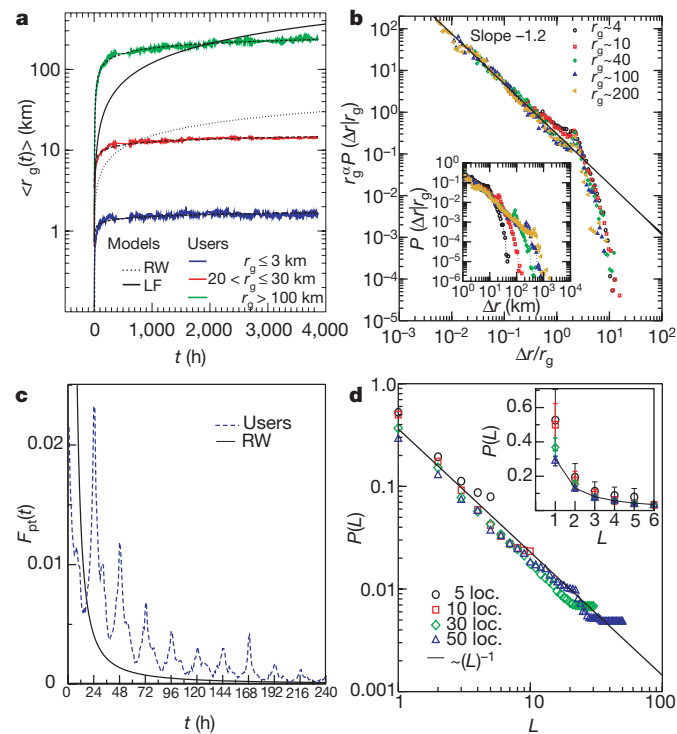 a
<r_g(t)> (km)
100
10
1
0 1,000 2,000 3,000 4,000
t (h)
Models
RW
LF
Users
r_g ≤ 3 km
20 < r_g ≤ 30 km
r_g > 100 km
b
r_g^α P (Δr|r_g)
10^2
10^1
10^0
10^-1
10^-2
10^-3
10^-4
10^-5
10^-3 10^-2 10^-1 10^0 10^1 10^2
Δr/r_g
Slope –1.2
r_g~4
r_g~10
r_g~40
r_g~100
r_g~200
P (Δr|r_g)
10^0
10^-1
10^-2
10^-3
10^-4
10^-5
10^-6
10^0 10^1 10^2 10^3 10^4
Δr (km)
c
F_pt(t)
0.02
0.01
0
0 24 48 72 96 120 144 168 192 216 240
t (h)
Users
RW
d
P(L)
1.0
0.1
0.01
0.001
1 10 100
L
5 loc.
10 loc.
30 loc.
50 loc.
~(L)^-1
P(L)
0.6
0.4
0.2
1 2 3 4 5 6
L